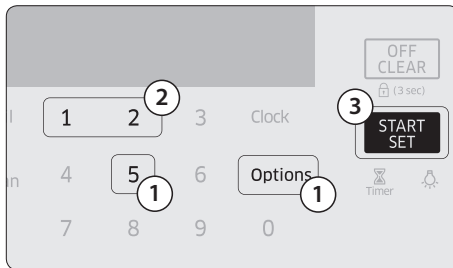 OFF
CLEAR
(3 sec)
2
3
1 2 3 Clock
START
SET
4 5 6 Options
1
1
Timer
7 8 9 0